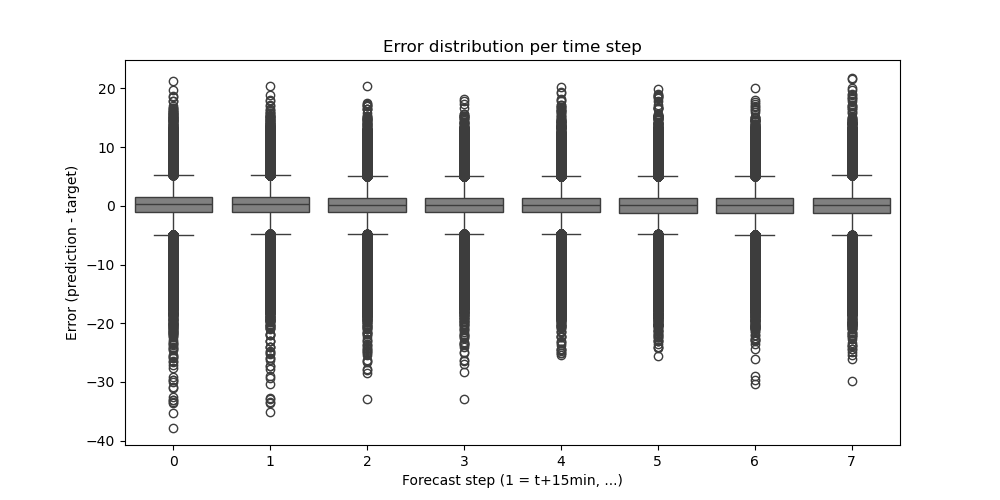 Error distribution per time step
Error (prediction - target)
20
10
0
−10
−20
−30
−40
0 1 2 3 4 5 6 7
Forecast step (1 = t+15min, ...)